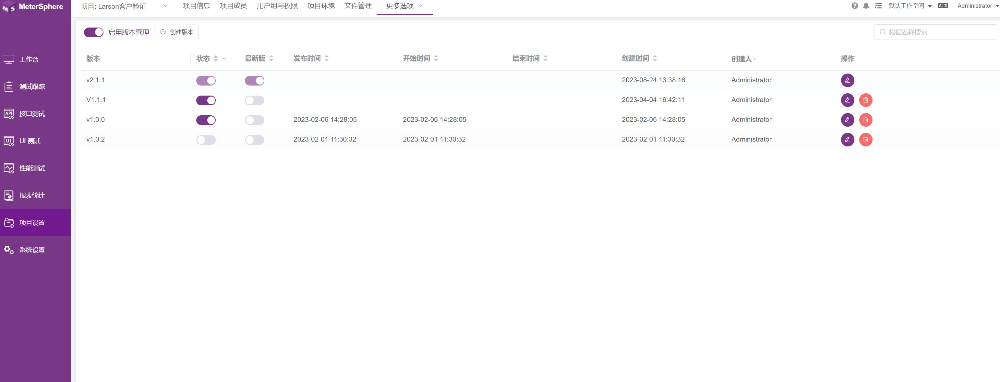 MeterSphere
项目: Larson客户验证
项目信息 项目成员 用户组与权限 项目环境 文件管理 更多选项
默认工作空间 Administrator
工作台
测试跟踪
接口测试
UI 测试
性能测试
报表统计
项目设置
系统设置
启用版本管理 创建版本
根据名称搜索
版本 状态 最新版 发布时间 开始时间 结束时间 创建时间 创建人 操作
v2.1.1 2023-08-24 13:38:16 Administrator
V1.1.1 2023-04-04 16:42:11 Administrator
v1.0.0 2023-02-06 14:28:05 2023-02-06 14:28:05 2023-02-06 14:28:05 Administrator
v1.0.2 2023-02-01 11:30:32 2023-02-01 11:30:32 2023-02-01 11:30:32 Administrator